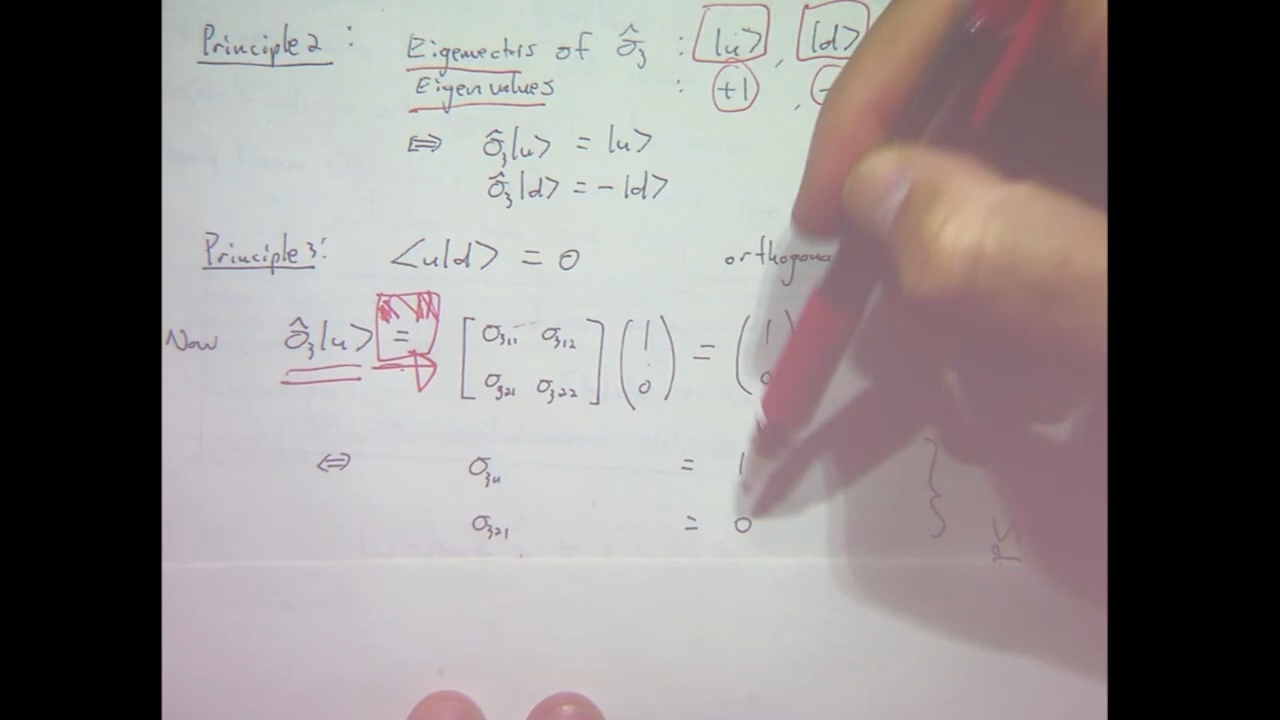 Principle 2 : Eigenvectors of σ̂₃ : |u⟩ , |d⟩
Eigenvalues : +1 , -
⇔ σ̂₃|u⟩ = |u⟩
σ̂₃|d⟩ = -|d⟩
Principle 3: ⟨u|d⟩ = 0 orthogona
Now σ̂₃|u⟩ = [σ₃₁₁ σ₃₁₂; σ₃₂₁ σ₃₂₂] (1; 0) = (1; 0
⇔ σ₃₁₁ = 1
σ₃₂₁ = 0 }